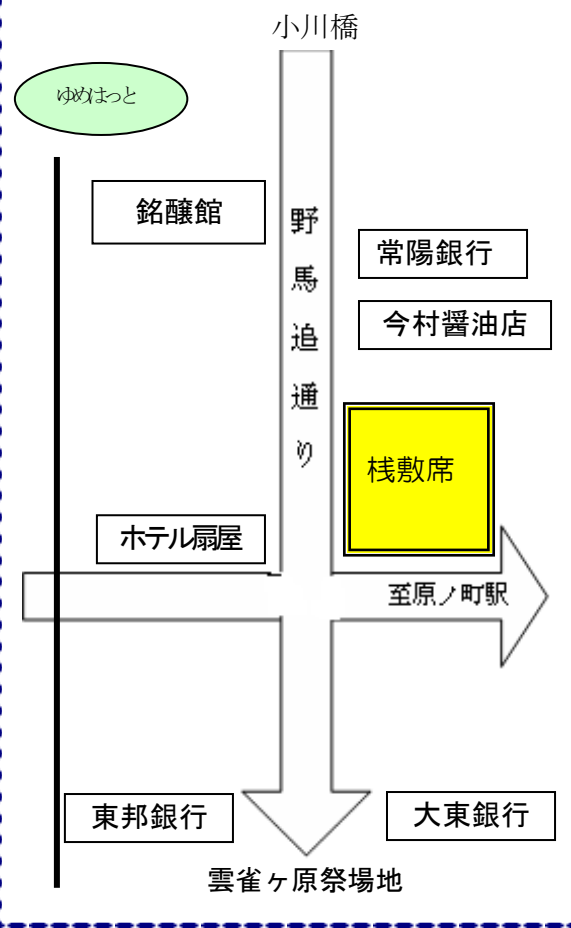 小川橋
ゆめはっと
銘醸館
野馬追通り
常陽銀行
今村醤油店
桟敷席
ホテル扇屋
至原ノ町駅
東邦銀行
大東銀行
雲雀ヶ原祭場地